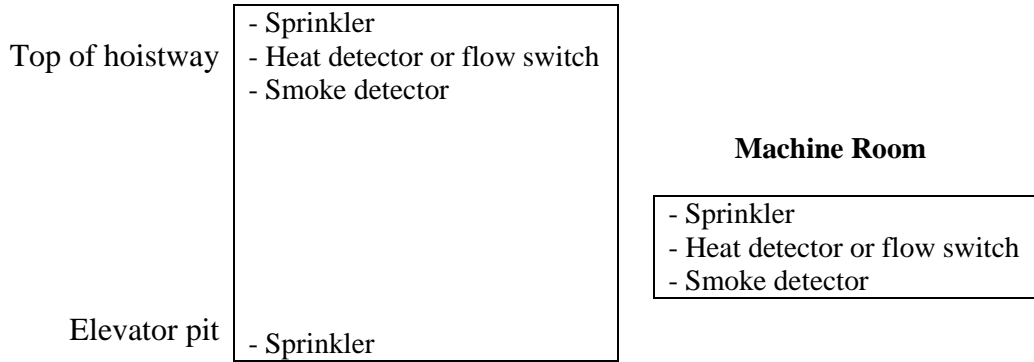 Top of hoistway
- Sprinkler
- Heat detector or flow switch
- Smoke detector
Machine Room
- Sprinkler
- Heat detector or flow switch
- Smoke detector
Elevator pit
- Sprinkler